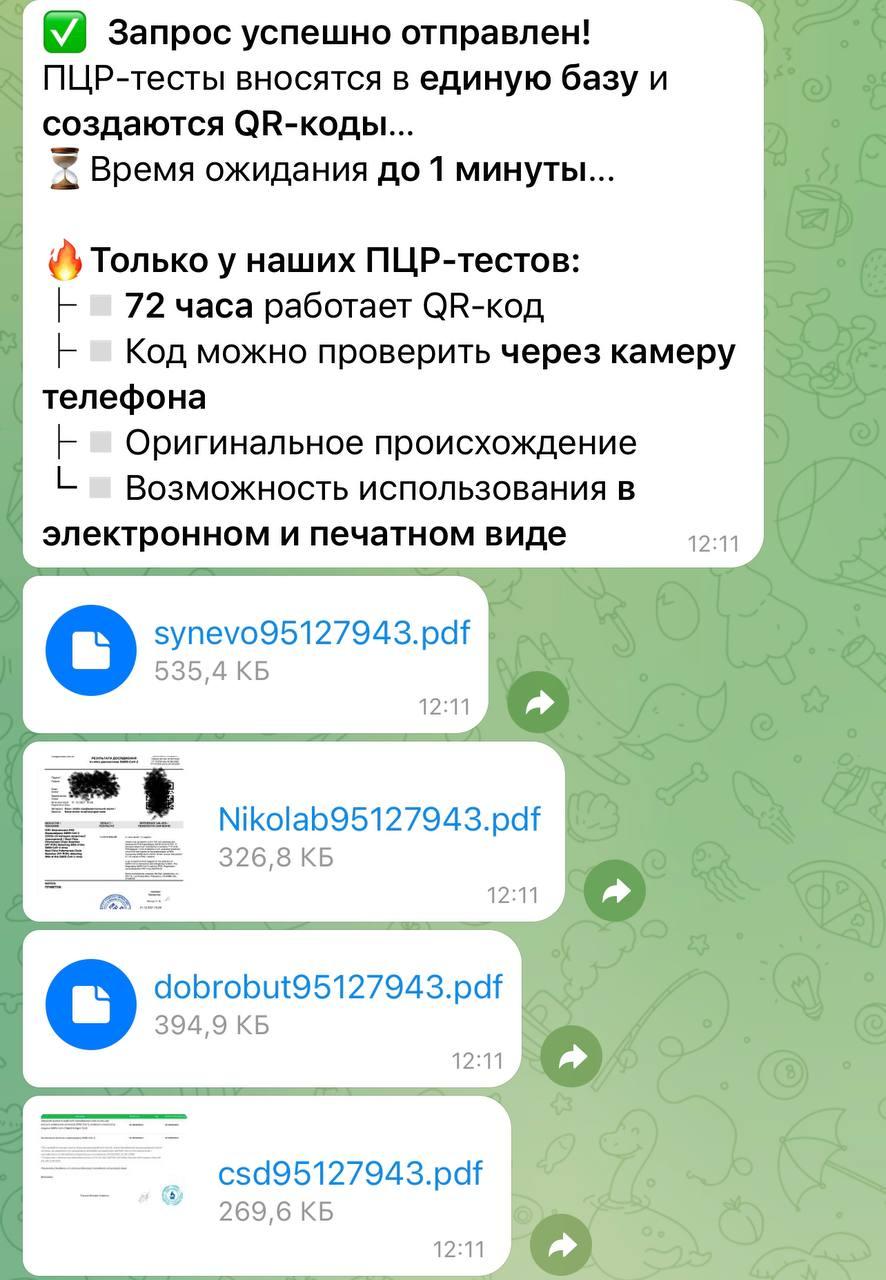 ✅ Запрос успешно отправлен!
ПЦР-тесты вносятся в единую базу и
создаются QR-коды...
⏳Время ожидания до 1 минуты...
🔥Только у наших ПЦР-тестов:
├▫️72 часа работает QR-код
├▫️Код можно проверить через камеру
телефона
├▫️Оригинальное происхождение
└▫️Возможность использования в
электронном и печатном виде
12:11
synevo95127943.pdf
535,4 КБ
12:11
РЕЗУЛЬТАТИ ДОСЛІДЖЕННЯ
Nikolab95127943.pdf
326,8 КБ
12:11
dobrobut95127943.pdf
394,9 КБ
12:11
csd95127943.pdf
269,6 КБ
12:11